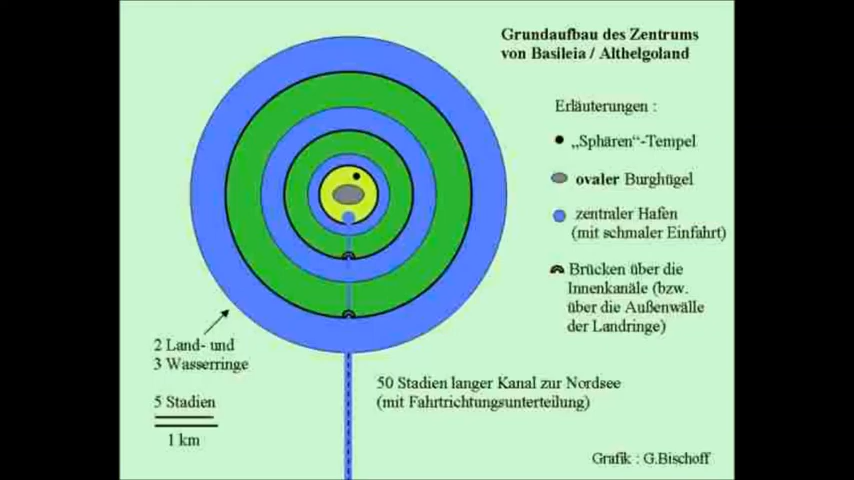 Grundaufbau des Zentrums
von Basileia / Althelgoland
Erläuterungen :
„Sphären“-Tempel
ovaler Burghügel
zentraler Hafen
(mit schmaler Einfahrt)
Brücken über die
Innenkanäle (bzw.
über die Außenwälle
der Landringe)
2 Land- und
3 Wasserringe
50 Stadien langer Kanal zur Nordsee
(mit Fahrtrichtungsunterteilung)
5 Stadien
1 km
Grafik : G.Bischoff